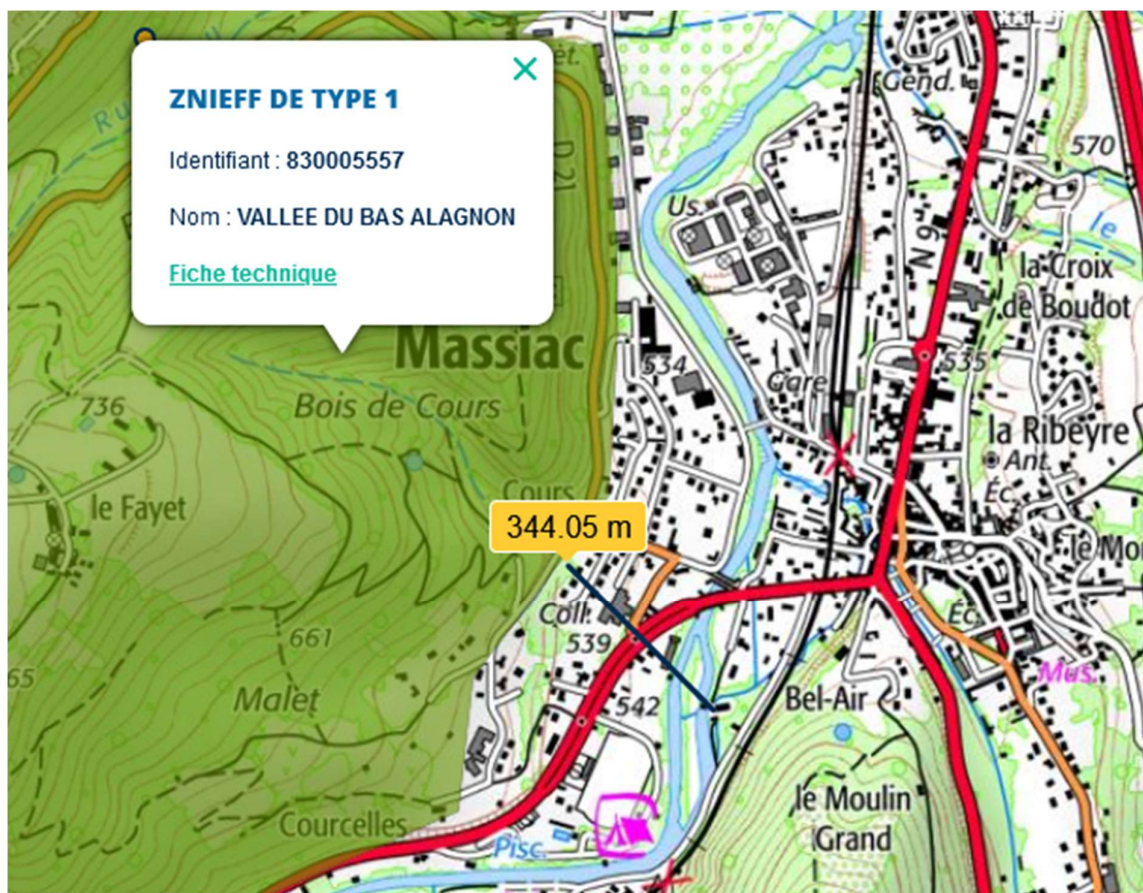 ZNIEFF DE TYPE 1
Identifiant : 830005557
Nom : VALLEE DU BAS ALAGNON
Fiche technique
Gend.
570
D 21
Us.
N 9
le
la Croix
de Boudot
Massiac
534
535
Gare
736
Bois de Cours
la Ribeyre
Ant.
Éc.
le Fayet
Cours
344.05 m
Coll.
539
661
65
Malet
542
Bel-Air
Éc.
Mus.
le Moulin
Grand
Courcelles
Pisc.